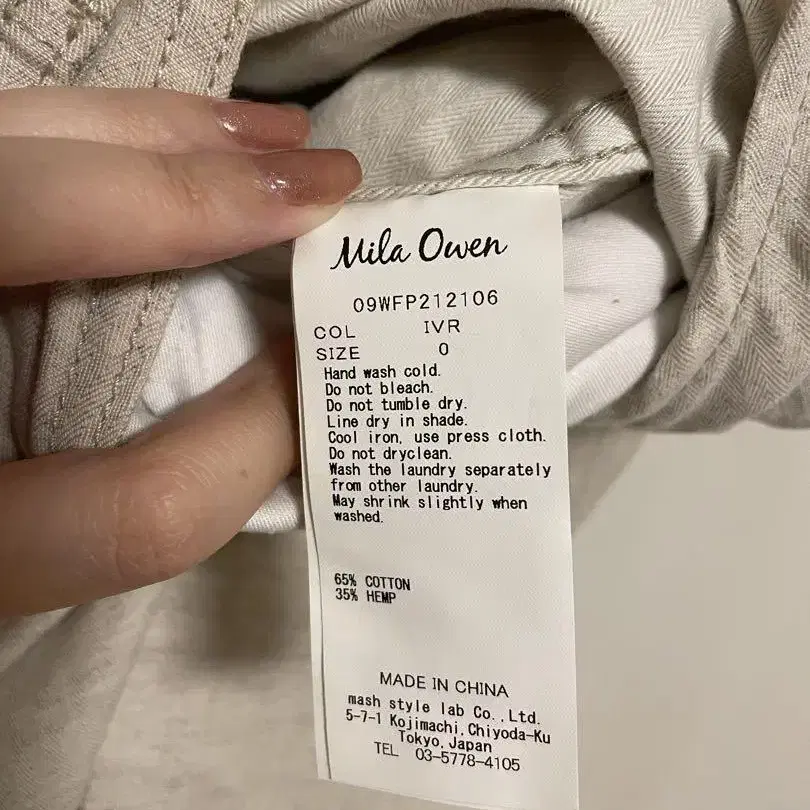 Mila Owen
09WFP212106
COL IVR
SIZE 0
Hand wash cold.
Do not bleach.
Do not tumble dry.
Line dry in shade.
Cool iron, use press cloth.
Do not dryclean.
Wash the laundry separately
from other laundry.
May shrink slightly when
washed.
65% COTTON
35% HEMP
MADE IN CHINA
mash style lab Co.,Ltd.
5-7-1 Kojimachi,Chiyoda-Ku
Tokyo,Japan
TEL 03-5778-4105